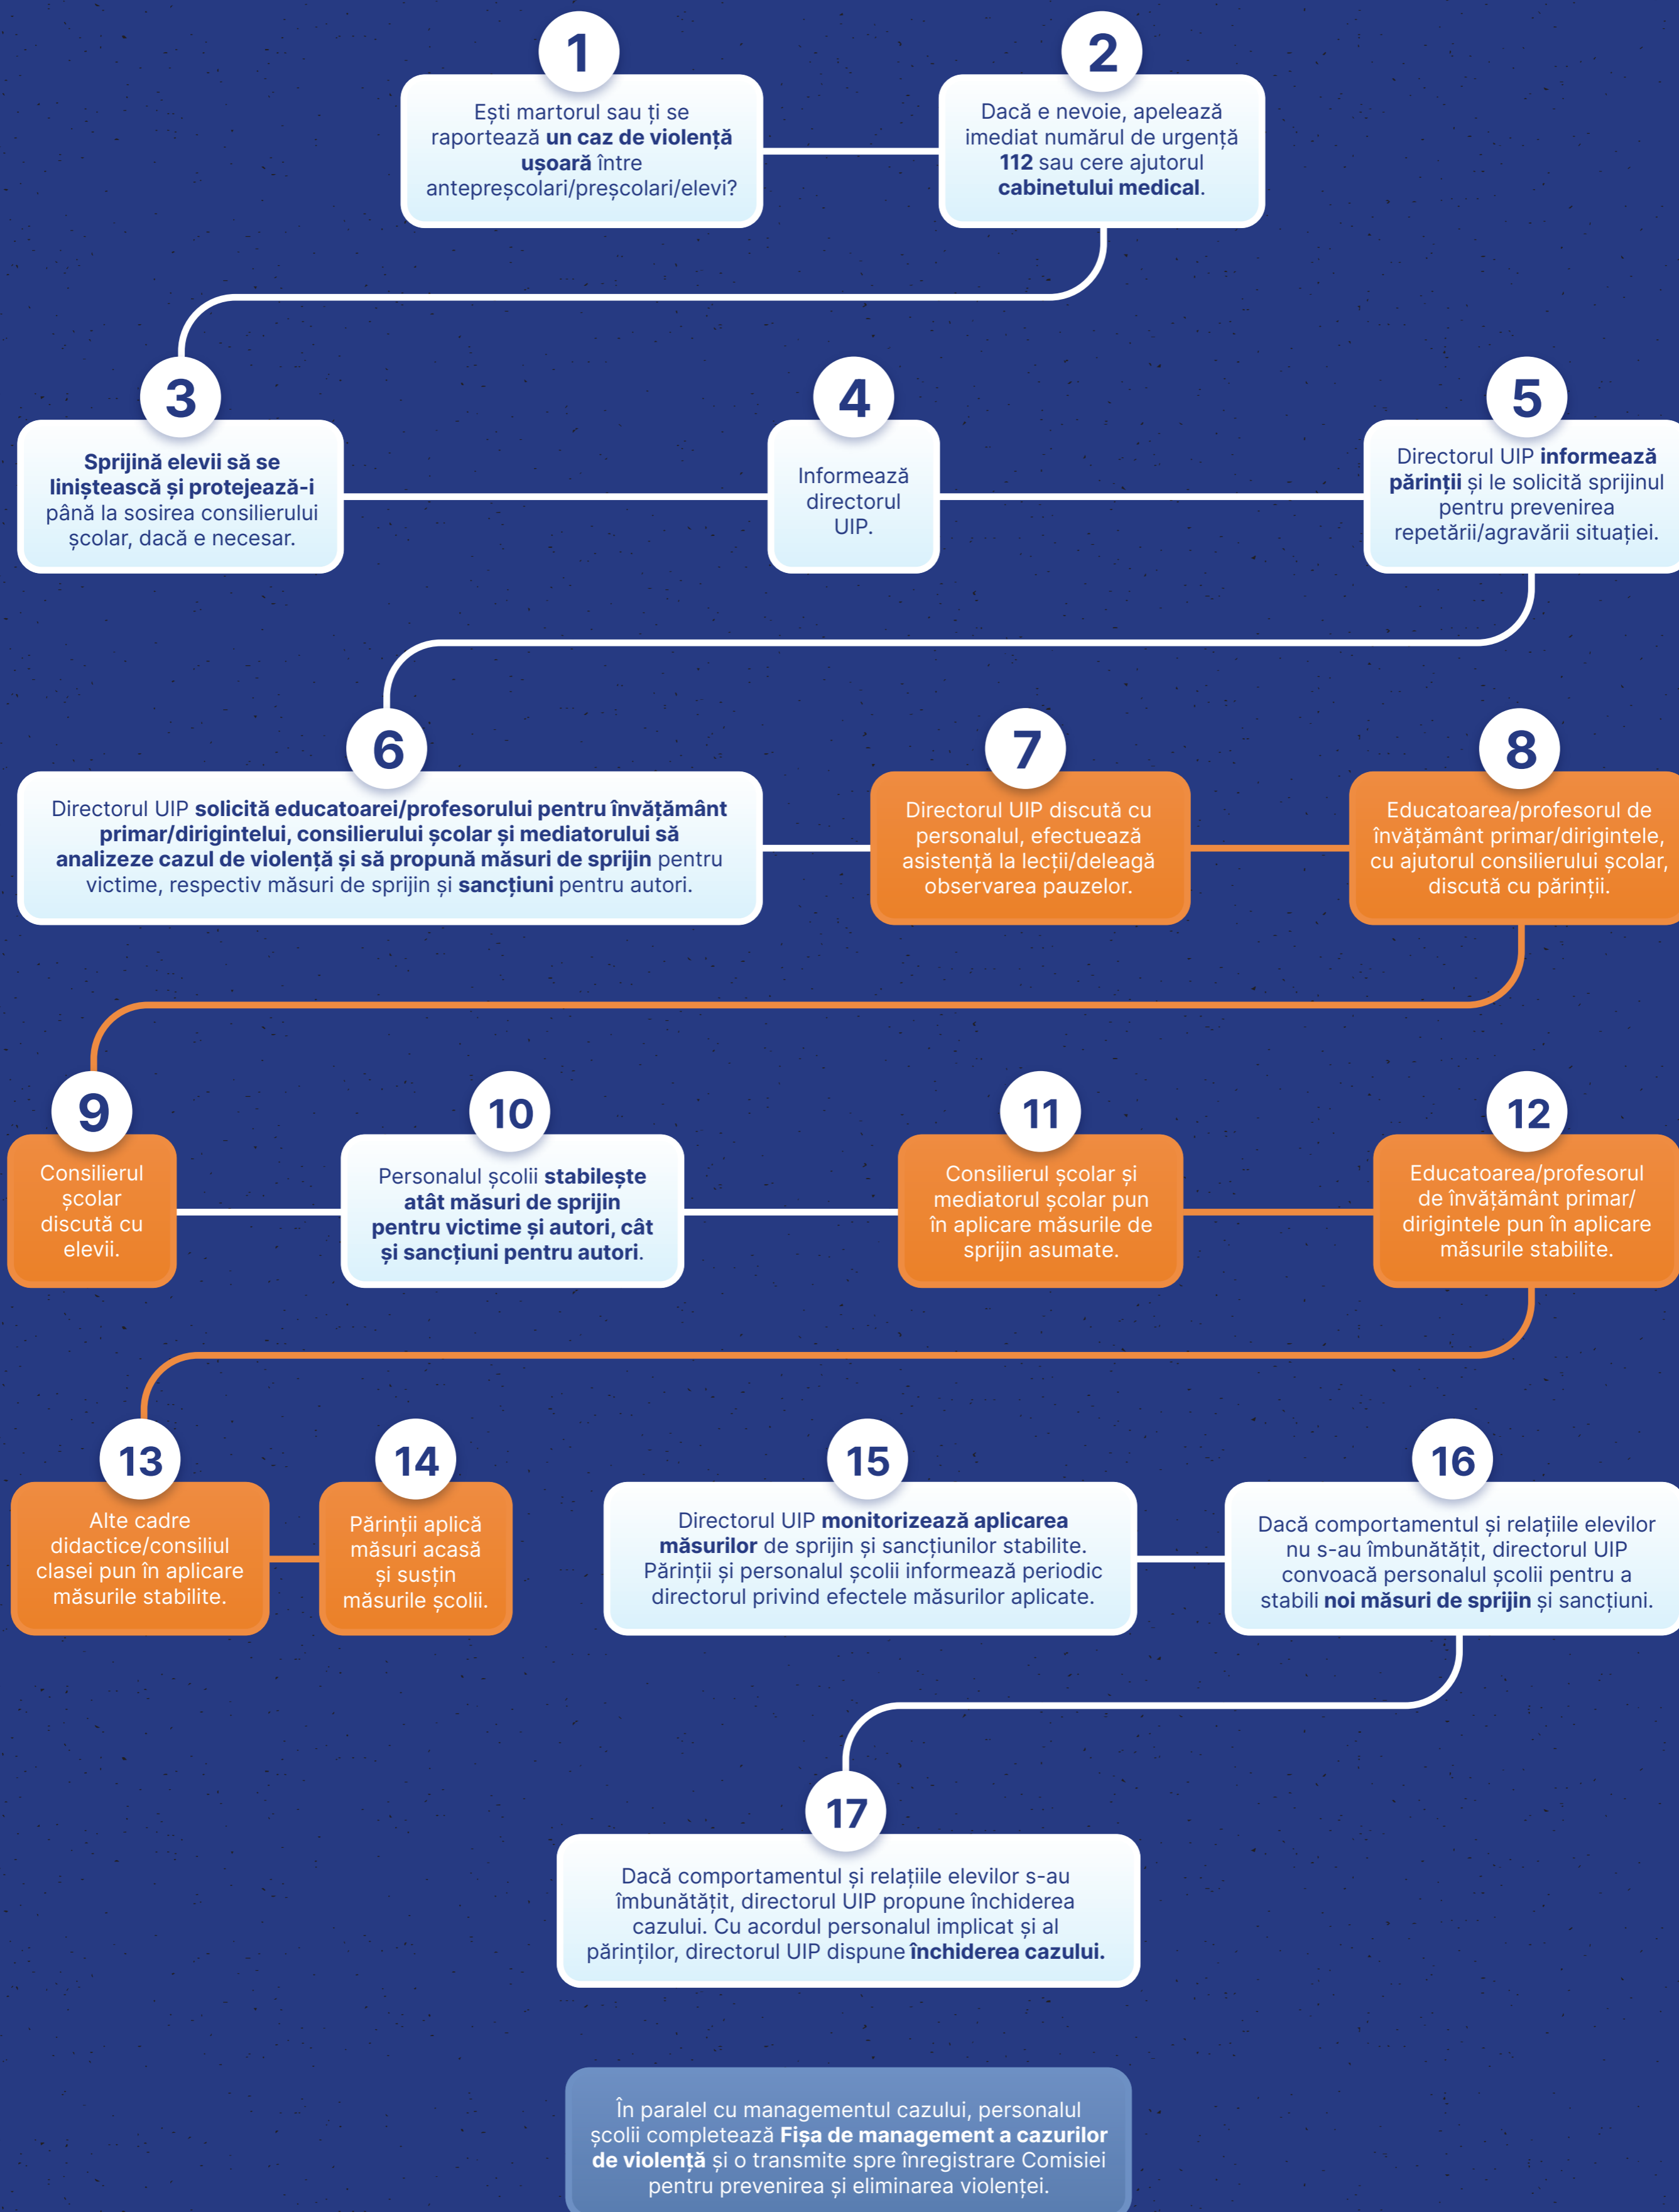 1
Ești martorul sau ți se
raportează un caz de violență
ușoară între
antepreșcolari/preșcolari/elevi?
2
Dacă e nevoie, apelează
imediat numărul de urgență
112 sau cere ajutorul
cabinetului medical.
3
Sprijină elevii să se
liniștească și protejează-i
până la sosirea consilierului
școlar, dacă e necesar.
4
Informează
directorul
UIP.
5
Directorul UIP informează
părinții și le solicită sprijinul
pentru prevenirea
repetării/agravării situației.
6
Directorul UIP solicită educatoarei/profesorului pentru învățământ
primar/dirigintelui, consilierului școlar și mediatorului să
analizeze cazul de violență și să propună măsuri de sprijin pentru
victime, respectiv măsuri de sprijin și sancțiuni pentru autori.
7
Directorul UIP discută cu
personalul, efectuează
asistență la lecții/deleagă
observarea pauzelor.
8
Educatoarea/profesorul de
învățământ primar/dirigintele,
cu ajutorul consilierului școlar,
discută cu părinții.
9
Consilierul
școlar
discută cu
elevii.
10
Personalul școlii stabilește
atât măsuri de sprijin
pentru victime și autori, cât
și sancțiuni pentru autori.
11
Consilierul școlar și
mediatorul școlar pun
în aplicare măsurile de
sprijin asumate.
12
Educatoarea/profesorul
de învățământ primar/
dirigintele pun în aplicare
măsurile stabilite.
13
Alte cadre
didactice/consiliul
clasei pun în aplicare
măsurile stabilite.
14
Părinții aplică
măsuri acasă
și susțin
măsurile școlii.
15
Directorul UIP monitorizează aplicarea
măsurilor de sprijin și sancțiunilor stabilite.
Părinții și personalul școlii informează periodic
directorul privind efectele măsurilor aplicate.
16
Dacă comportamentul și relațiile elevilor
nu s-au îmbunătățit, directorul UIP
convoacă personalul școlii pentru a
stabili noi măsuri de sprijin și sancțiuni.
17
Dacă comportamentul și relațiile elevilor s-au
îmbunătățit, directorul UIP propune închiderea
cazului. Cu acordul personalul implicat și al
părinților, directorul UIP dispune închiderea cazului.
În paralel cu managementul cazului, personalul
școlii completează Fișa de management a cazurilor
de violență și o transmite spre înregistrare Comisiei
pentru prevenirea și eliminarea violenței.